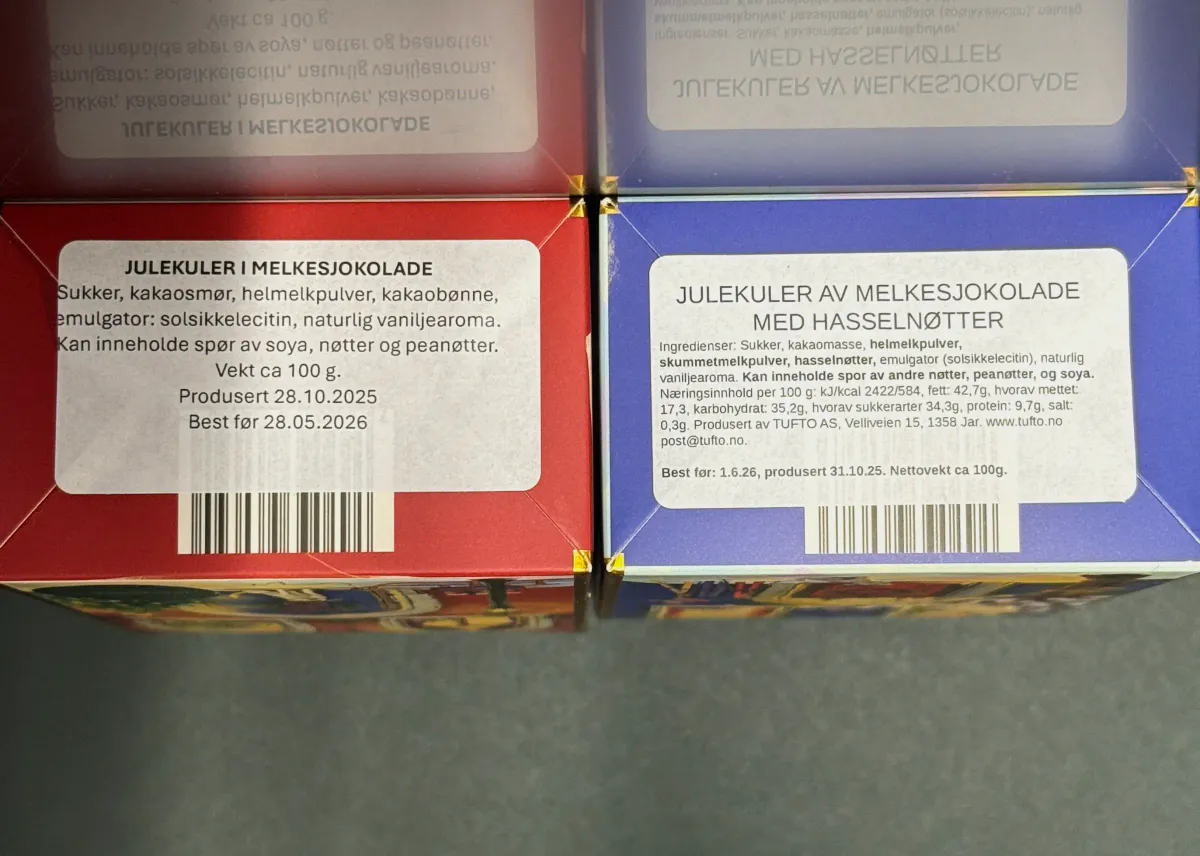 JULEKULER I MELKESJOKOLADE
Sukker, kakaosmør, helmelkpulver, kakaobønne,
emulgator: solsikkelecitin, naturlig vaniljearoma.
Kan inneholde spør av soya, nøtter og peanøtter.
Vekt ca 100 g.
Produsert 28.10.2025
Best før 28.05.2026
JULEKULER AV MELKESJOKOLADE
MED HASSELNØTTER
Ingredienser: Sukker, kakaomasse, helmelkpulver,
skummetmelkpulver, hasselnøtter, emulgator (solsikkelecitin), naturlig
vaniljearoma. Kan inneholde spor av andre nøtter, peanøtter, og soya.
Næringsinnhold per 100 g: kJ/kcal 2422/584, fett: 42,7g, hvorav mettet:
17,3, karbohydrat: 35,2g, hvorav sukkerarter 34,3g, protein: 9,7g, salt:
0,3g. Produsert av TUFTO AS, Velliveien 15, 1358 Jar. www.tufto.no
post@tufto.no.
Best før: 1.6.26, produsert 31.10.25. Nettovekt ca 100g.